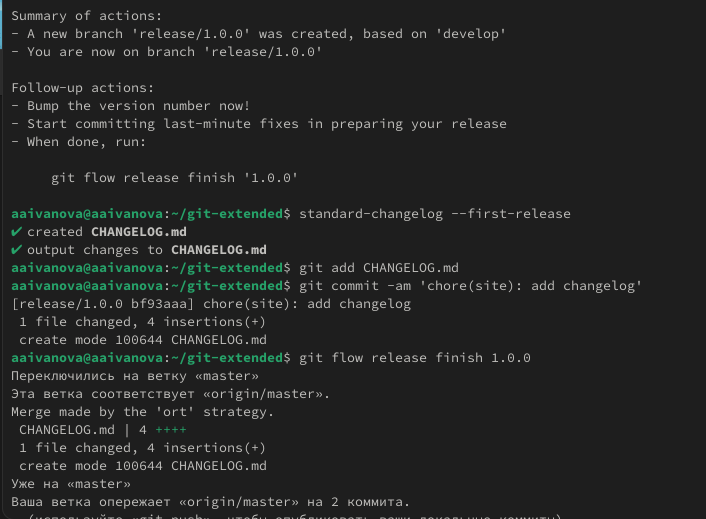 Summary of actions:
- A new branch 'release/1.0.0' was created, based on 'develop'
- You are now on branch 'release/1.0.0'
Follow-up actions:
- Bump the version number now!
- Start committing last-minute fixes in preparing your release
- When done, run:
git flow release finish '1.0.0'
aaivanova@aaivanova:~/git-extended$ standard-changelog --first-release
✔ created CHANGELOG.md
✔ output changes to CHANGELOG.md
aaivanova@aaivanova:~/git-extended$ git add CHANGELOG.md
aaivanova@aaivanova:~/git-extended$ git commit -am 'chore(site): add changelog'
[release/1.0.0 bf93aaa] chore(site): add changelog
1 file changed, 4 insertions(+)
create mode 100644 CHANGELOG.md
aaivanova@aaivanova:~/git-extended$ git flow release finish 1.0.0
Переключились на ветку «master»
Эта ветка соответствует «origin/master».
Merge made by the 'ort' strategy.
CHANGELOG.md | 4 ++++
1 file changed, 4 insertions(+)
create mode 100644 CHANGELOG.md
Уже на «master»
Ваша ветка опережает «origin/master» на 2 коммита.
(используйте «git push», чтобы опубликовать ваши локальные коммиты)